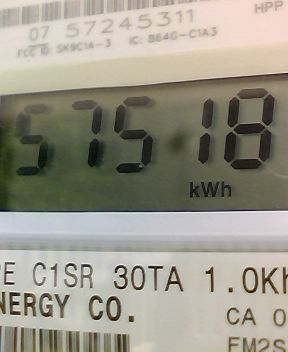 HPP
07 57245311
FCC ID: SK9C1A-3 IC: 864G-C1A3
57518
kWh
PE C1SR 30TA 1.0Kh
NERGY CO.
CA 0
FM2S